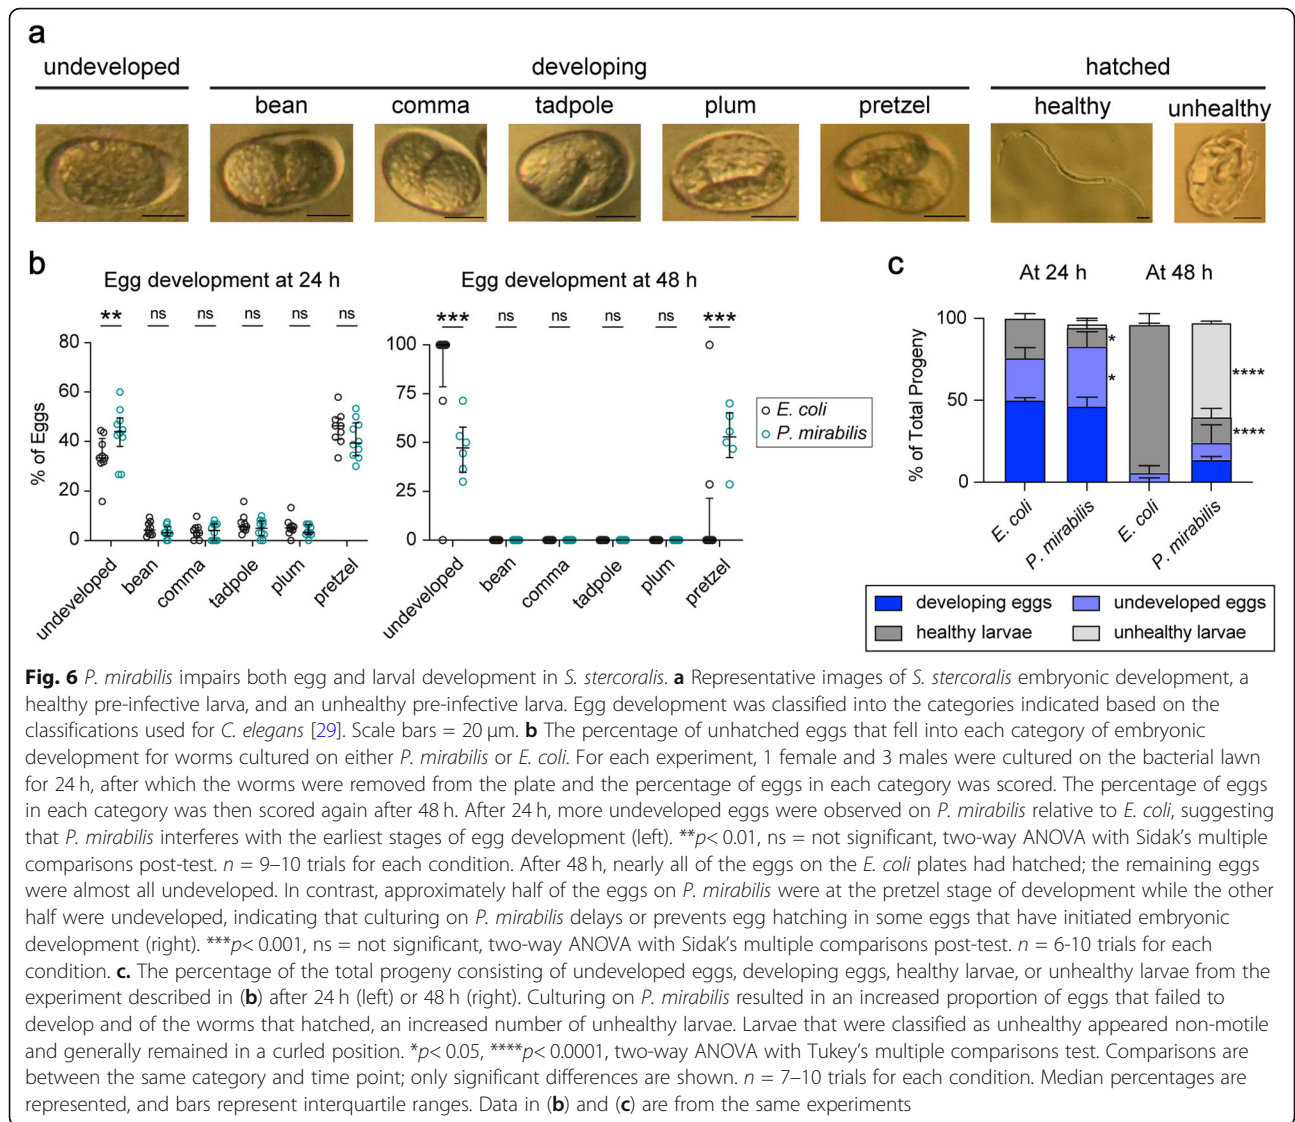 a
undeveloped developing hatched
bean comma tadpole plum pretzel healthy unhealthy
b
Egg development at 24 h
** ns ns ns ns ns
% of Eggs
80
60
40
20
0
undeveloped bean comma tadpole plum pretzel
Egg development at 48 h
*** ns ns ns ns ***
100
75
50
25
0
undeveloped bean comma tadpole plum pretzel
E. coli
P. mirabilis
c
At 24 h At 48 h
% of Total Progeny
100
50
0
*
*
****
****
E. coli P. mirabilis E. coli P. mirabilis
developing eggs undeveloped eggs
healthy larvae unhealthy larvae
Fig. 6 P. mirabilis impairs both egg and larval development in S. stercoralis. a Representative images of S. stercoralis embryonic development, a
healthy pre-infective larva, and an unhealthy pre-infective larva. Egg development was classified into the categories indicated based on the
classifications used for C. elegans [29]. Scale bars = 20 μm. b The percentage of unhatched eggs that fell into each category of embryonic
development for worms cultured on either P. mirabilis or E. coli. For each experiment, 1 female and 3 males were cultured on the bacterial lawn
for 24 h, after which the worms were removed from the plate and the percentage of eggs in each category was scored. The percentage of eggs
in each category was then scored again after 48 h. After 24 h, more undeveloped eggs were observed on P. mirabilis relative to E. coli, suggesting
that P. mirabilis interferes with the earliest stages of egg development (left). **p< 0.01, ns = not significant, two-way ANOVA with Sidak's multiple
comparisons post-test. n = 9–10 trials for each condition. After 48 h, nearly all of the eggs on the E. coli plates had hatched; the remaining eggs
were almost all undeveloped. In contrast, approximately half of the eggs on P. mirabilis were at the pretzel stage of development while the other
half were undeveloped, indicating that culturing on P. mirabilis delays or prevents egg hatching in some eggs that have initiated embryonic
development (right). ***p< 0.001, ns = not significant, two-way ANOVA with Sidak's multiple comparisons post-test. n = 6-10 trials for each
condition. c. The percentage of the total progeny consisting of undeveloped eggs, developing eggs, healthy larvae, or unhealthy larvae from the
experiment described in (b) after 24 h (left) or 48 h (right). Culturing on P. mirabilis resulted in an increased proportion of eggs that failed to
develop and of the worms that hatched, an increased number of unhealthy larvae. Larvae that were classified as unhealthy appeared non-motile
and generally remained in a curled position. *p< 0.05, ****p< 0.0001, two-way ANOVA with Tukey's multiple comparisons test. Comparisons are
between the same category and time point; only significant differences are shown. n = 7–10 trials for each condition. Median percentages are
represented, and bars represent interquartile ranges. Data in (b) and (c) are from the same experiments